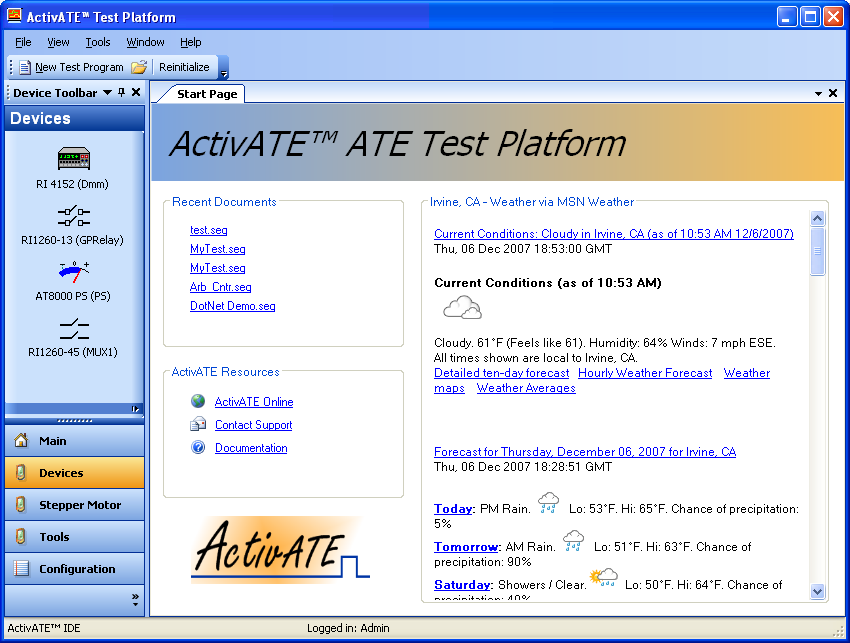 ActivATE™ Test Platform
File View Tools Window Help
New Test Program Reinitialize
Device Toolbar
Start Page
Devices
ActivATE™ ATE Test Platform
RI 4152 (Dmm)
RI1260-13 (GPRelay)
AT8000 PS (PS)
RI1260-45 (MUX1)
Main
Devices
Stepper Motor
Tools
Configuration
Recent Documents
test.seq
MyTest.seq
MyTest.seq
Arb_Cntr.seq
DotNet Demo.seq
ActivATE Resources
ActivATE Online
Contact Support
Documentation
ActivATE
Irvine, CA - Weather via MSN Weather
Current Conditions: Cloudy in Irvine, CA (as of 10:53 AM 12/6/2007)
Thu, 06 Dec 2007 18:53:00 GMT
Current Conditions (as of 10:53 AM)
Cloudy. 61°F (Feels like 61). Humidity: 64% Winds: 7 mph ESE.
All times shown are local to Irvine, CA.
Detailed ten-day forecast Hourly Weather Forecast Weather
maps Weather Averages
Forecast for Thursday, December 06, 2007 for Irvine, CA
Thu, 06 Dec 2007 18:28:51 GMT
Today: PM Rain. Lo: 53°F. Hi: 65°F. Chance of precipitation:
5%
Tomorrow: AM Rain. Lo: 51°F. Hi: 63°F. Chance of
precipitation: 90%
Saturday: Showers / Clear. Lo: 50°F. Hi: 64°F. Chance of
precipitation: 40%
ActivATE™ IDE Logged in: Admin